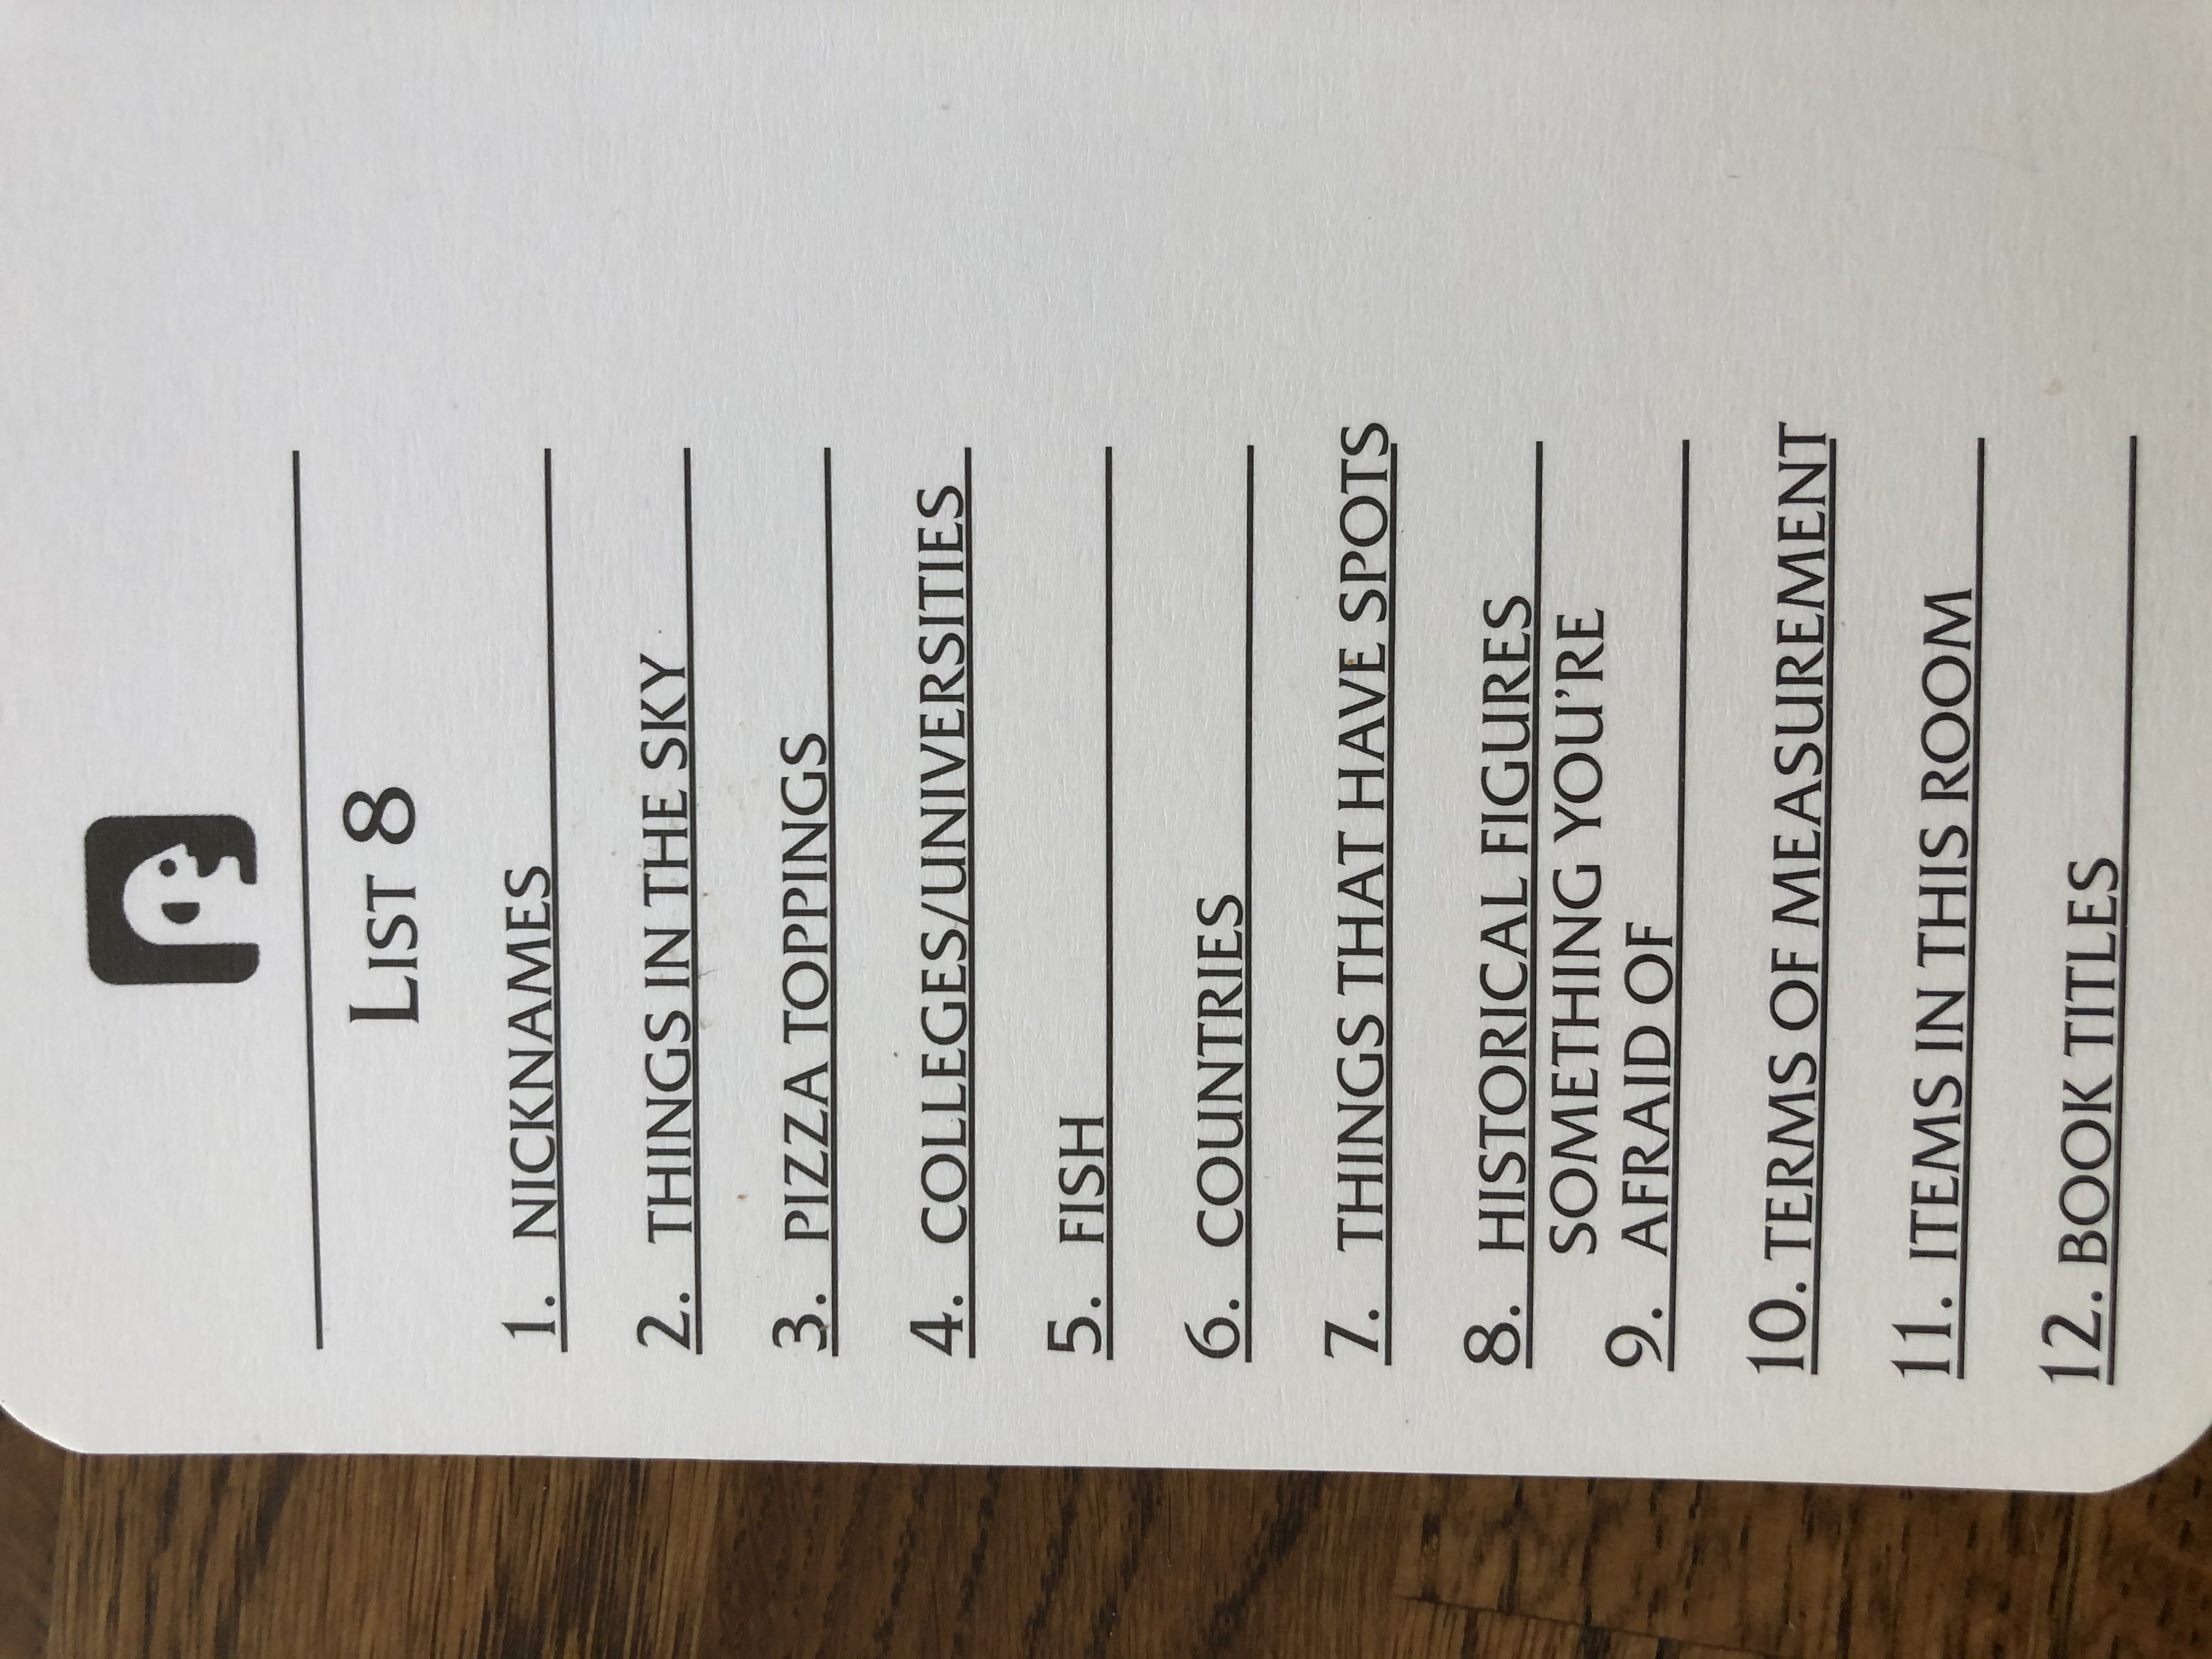 LIST 8
1. NICKNAMES
2. THINGS IN THE SKY
3. PIZZA TOPPINGS
4. COLLEGES/UNIVERSITIES
5. FISH
6. COUNTRIES
7. THINGS THAT HAVE SPOTS
8. HISTORICAL FIGURES
SOMETHING YOU'RE
9. AFRAID OF
10. TERMS OF MEASUREMENT
11. ITEMS IN THIS ROOM
12. BOOK TITLES